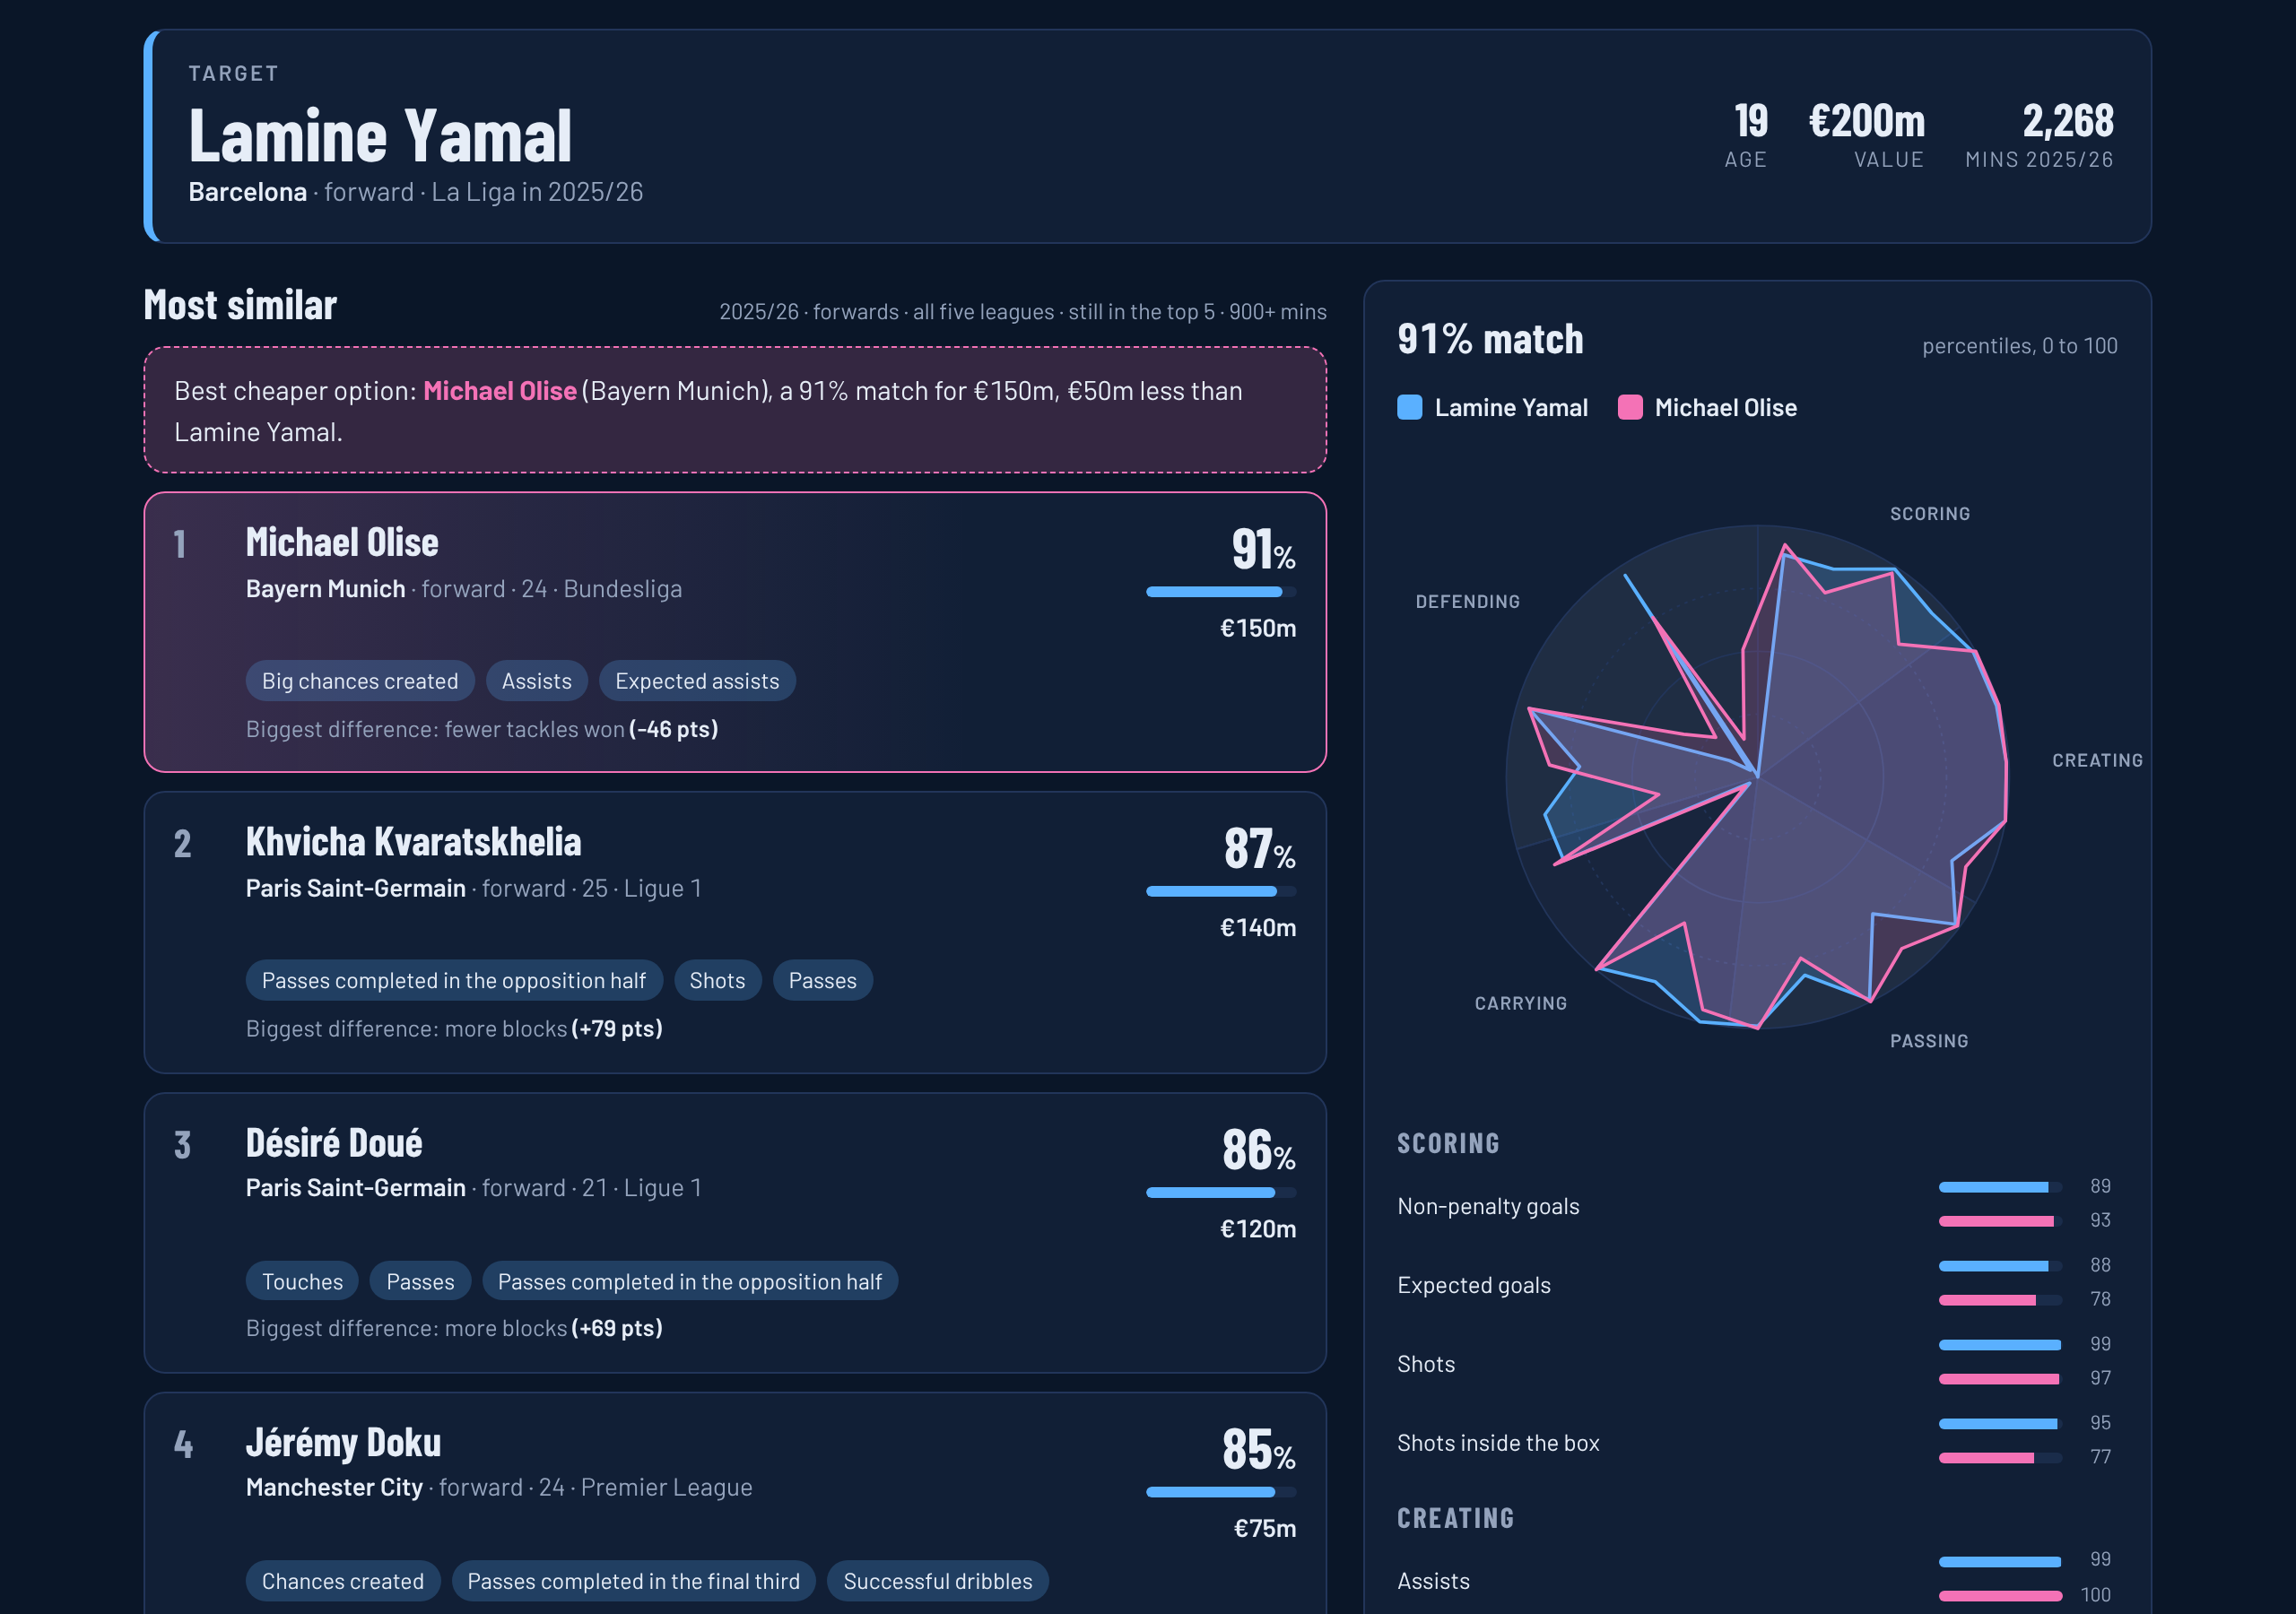 TARGET
Lamine Yamal
Barcelona · forward · La Liga in 2025/26
19
AGE
€200m
VALUE
2,268
MINS 2025/26
Most similar
2025/26 · forwards · all five leagues · still in the top 5 · 900+ mins
Best cheaper option: Michael Olise (Bayern Munich), a 91% match for €150m, €50m less than
Lamine Yamal.
1
Michael Olise
Bayern Munich · forward · 24 · Bundesliga
91%
€150m
Big chances created
Assists
Expected assists
Biggest difference: fewer tackles won (-46 pts)
2
Khvicha Kvaratskhelia
Paris Saint-Germain · forward · 25 · Ligue 1
87%
€140m
Passes completed in the opposition half
Shots
Passes
Biggest difference: more blocks (+79 pts)
3
Désiré Doué
Paris Saint-Germain · forward · 21 · Ligue 1
86%
€120m
Touches
Passes
Passes completed in the opposition half
Biggest difference: more blocks (+69 pts)
4
Jérémy Doku
Manchester City · forward · 24 · Premier League
85%
€75m
Chances created
Passes completed in the final third
Successful dribbles
91% match
percentiles, 0 to 100
Lamine Yamal
Michael Olise
SCORING
DEFENDING
CREATING
CARRYING
PASSING
SCORING
Non-penalty goals
89
93
Expected goals
88
78
Shots
99
97
Shots inside the box
95
77
CREATING
Assists
99
100